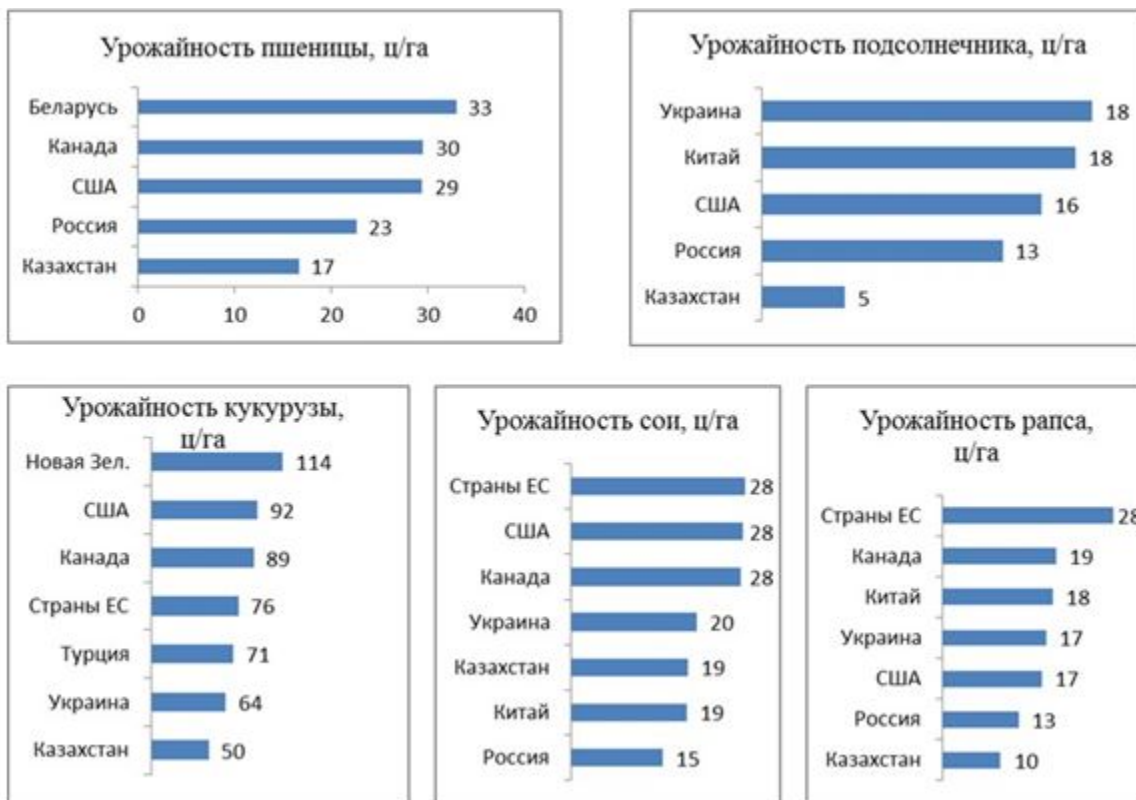 Урожайность пшеницы, ц/га
Беларусь 33
Канада 30
США 29
Россия 23
Казахстан 17
0 10 20 30 40
Урожайность подсолнечника, ц/га
Украина 18
Китай 18
США 16
Россия 13
Казахстан 5
Урожайность кукурузы,
ц/га
Новая Зел. 114
США 92
Канада 89
Страны ЕС 76
Турция 71
Украина 64
Казахстан 50
Урожайность сои, ц/га
Страны ЕС 28
США 28
Канада 28
Украина 20
Казахстан 19
Китай 19
Россия 15
Урожайность рапса,
ц/га
Страны ЕС 28
Канада 19
Китай 18
Украина 17
США 17
Россия 13
Казахстан 10